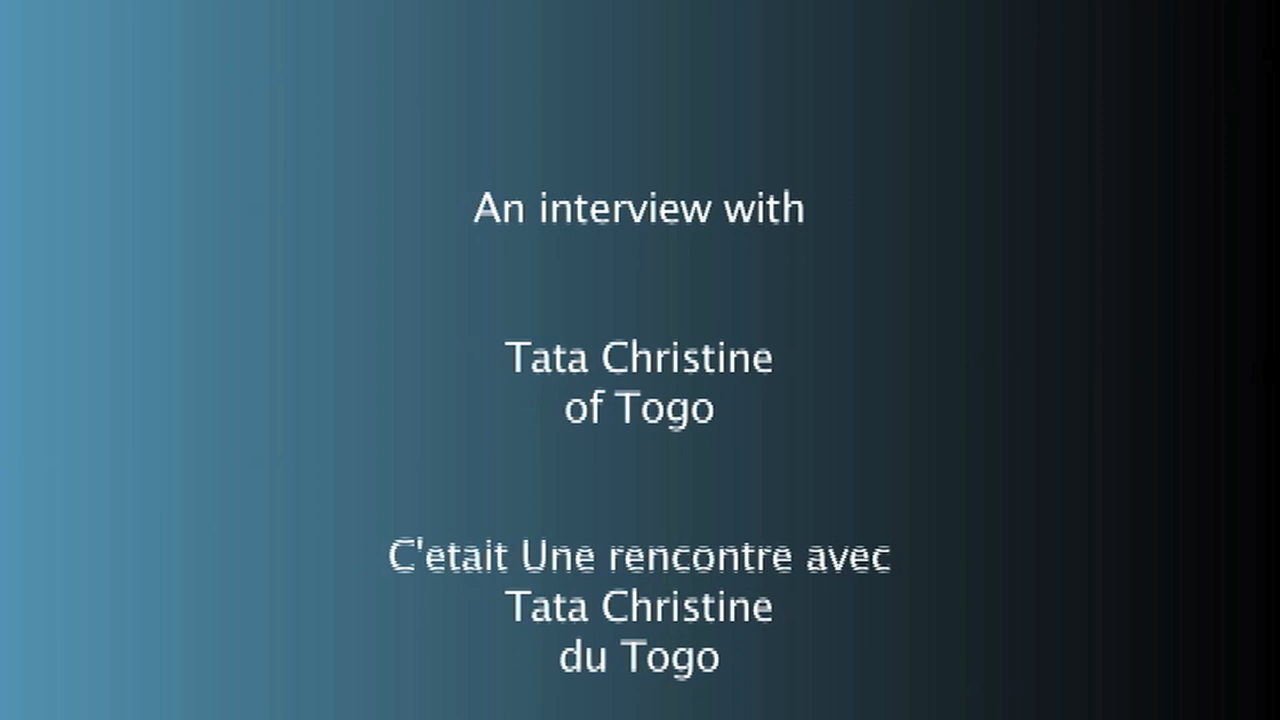 An interview with
Tata Christine
of Togo
C'etait Une rencontre avec
Tata Christine
du Togo